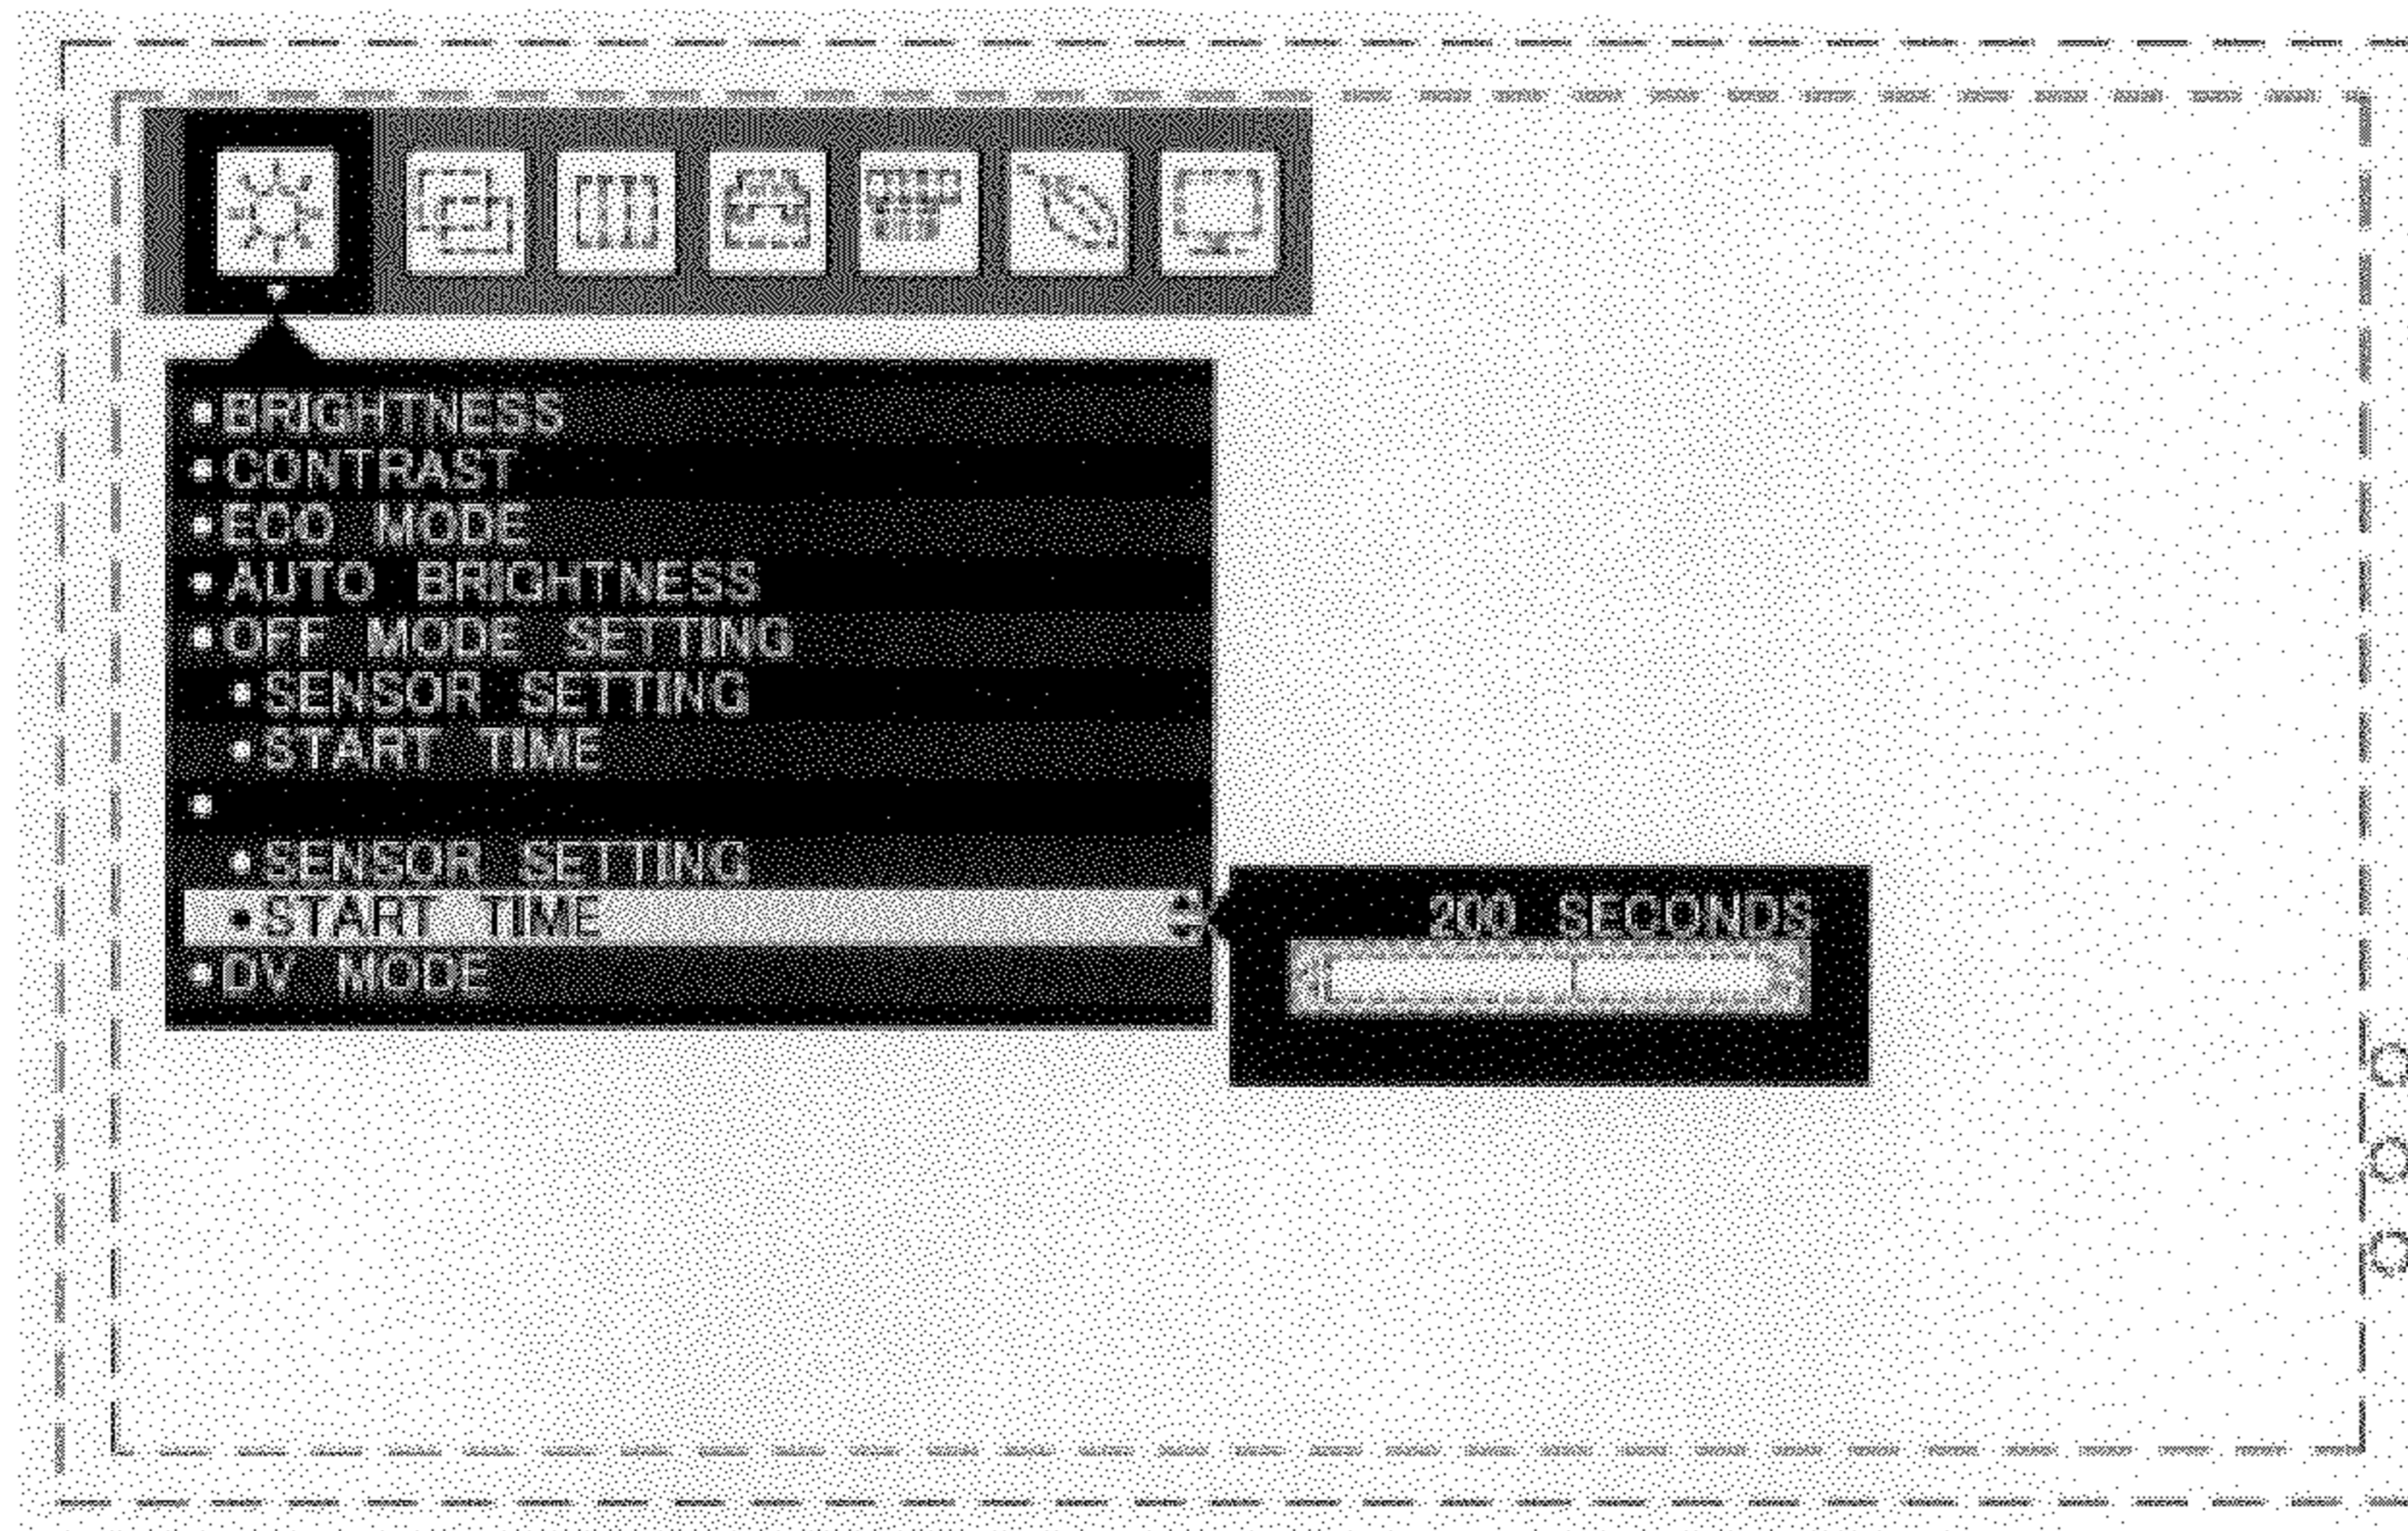 BRIGHTNESS
CONTRAST
ECO MODE
AUTO BRIGHTNESS
OFF MODE SETTING
SENSOR SETTING
START TIME
SENSOR SETTING
START TIME
200 SECONDS
DV MODE